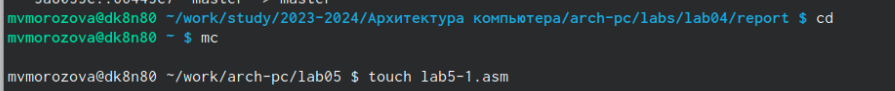 mvmorozova@dk8n80 ~/work/study/2023-2024/Архитектура компьютера/arch-pc/labs/lab04/report $ cd
mvmorozova@dk8n80 ~ $ mc
mvmorozova@dk8n80 ~/work/arch-pc/lab05 $ touch lab5-1.asm